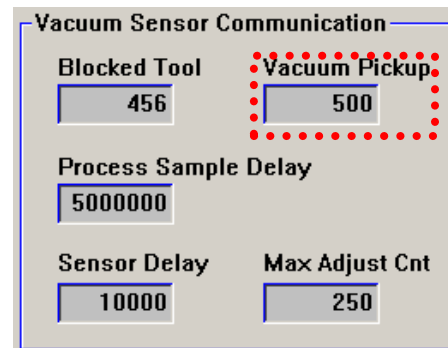 Vacuum Sensor Communication
Blocked Tool Vacuum Pickup
456 500
Process Sample Delay
5000000
Sensor Delay Max Adjust Cnt
10000 250